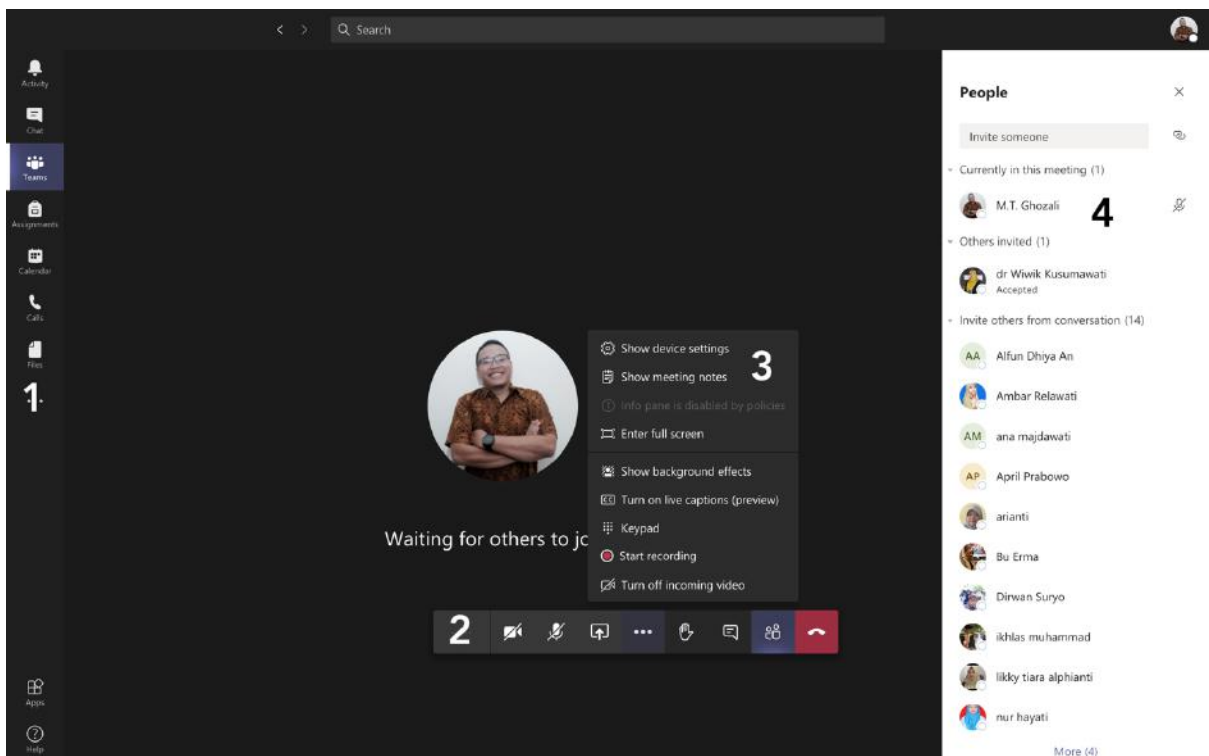 Search
Activity
Chat
Teams
Assignments
Calendar
Calls
Files
1
Apps
Help
Waiting for others to jo
Show device settings
3
Show meeting notes
Info pane is disabled by policies
Enter full screen
Show background effects
Turn on live captions (preview)
Keypad
Start recording
Turn off incoming video
2
People
Invite someone
Currently in this meeting (1)
M.T. Ghozali
4
Others invited (1)
dr Wiwik Kusumawati
Accepted
Invite others from conversation (14)
AA Alfun Dhiya An
Ambar Relawati
AM ana majdawati
AP April Prabowo
arianti
Bu Erma
Dirwan Suryo
ikhlas muhammad
likky tiara alphianti
nur hayati
More (4)